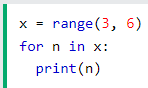 x = range(3, 6)
for n in x:
  print(n)